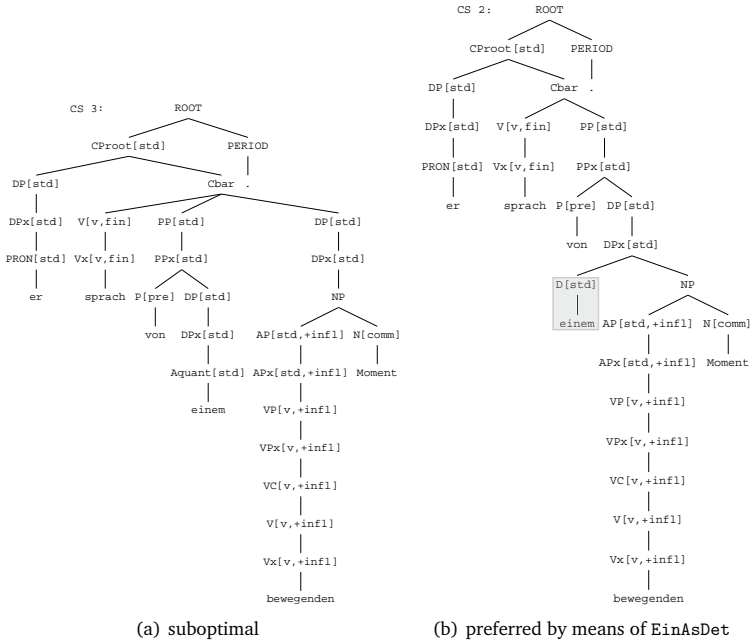 CS 2: ROOT
CProot[std] PERIOD
DP[std] Cbar .
DPx[std] V[v,fin] PP[std]
PRON[std] Vx[v,fin] PPx[std]
er sprach P[pre] DP[std]
von DPx[std]
D[std] NP
einem AP[std,+infl] N[comm]
APx[std,+infl] Moment
VP[v,+infl]
VPx[v,+infl]
VC[v,+infl]
V[v,+infl]
Vx[v,+infl]
bewegenden
CS 3: ROOT
CProot[std] PERIOD
DP[std] Cbar .
DPx[std] V[v,fin] PP[std] DP[std]
PRON[std] Vx[v,fin] PPx[std] DPx[std]
er sprach P[pre] DP[std] NP
von DPx[std] AP[std,+infl] N[comm]
Aquant[std] APx[std,+infl] Moment
einem VP[v,+infl]
VPx[v,+infl]
VC[v,+infl]
V[v,+infl]
Vx[v,+infl]
bewegenden
(a) suboptimal
(b) preferred by means of EinAsDet